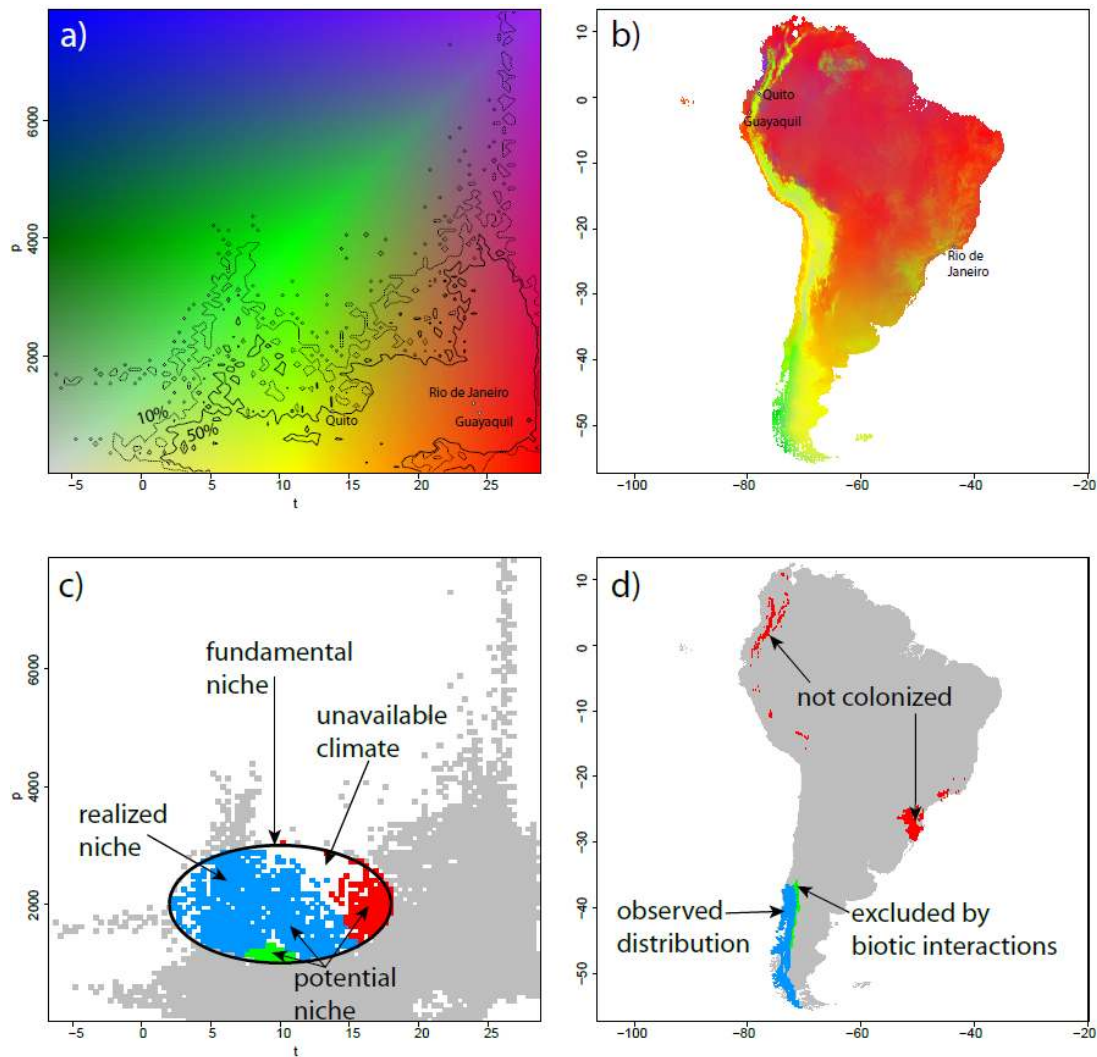 a)
p
6000
4000
2000
10%
50%
Quito
Rio de Janeiro
Guayaquil
−5 0 5 10 15 20 25
t
b)
10
0
−10
−20
−30
−40
−50
Quito
Guayaquil
Rio de
Janeiro
−100 −80 −60 −40 −20
c)
p
6000
4000
2000
fundamental
niche
unavailable
climate
realized
niche
potential
niche
−5 0 5 10 15 20 25
t
d)
10
0
−10
−20
−30
−40
−50
not colonized
observed
distribution
excluded by
biotic interactions
−100 −80 −60 −40 −20